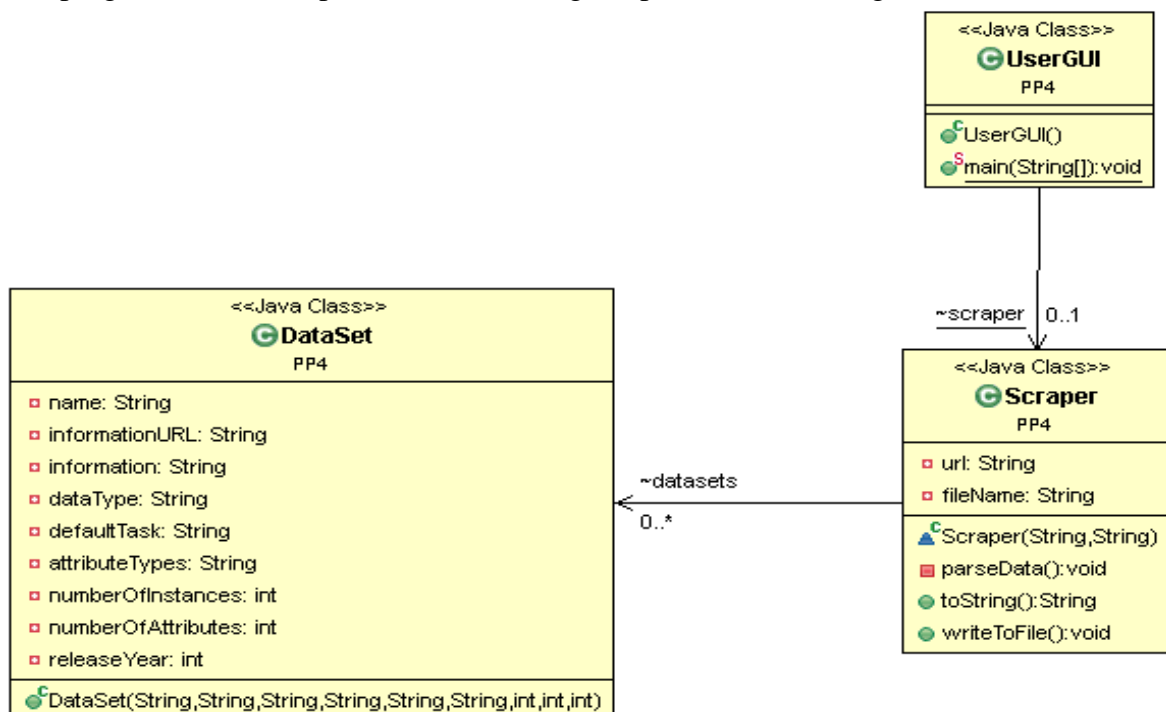 <<Java Class>>
UserGUI
PP4
UserGUI()
main(String[]):void
~scraper 0..1
<<Java Class>>
DataSet
PP4
name: String
informationURL: String
information: String
dataType: String
defaultTask: String
attributeTypes: String
numberOfInstances: int
numberOfAttributes: int
releaseYear: int
DataSet(String,String,String,String,String,String,int,int,int)
~datasets
0..*
<<Java Class>>
Scraper
PP4
url: String
fileName: String
Scraper(String,String)
parseData():void
toString():String
writeToFile():void